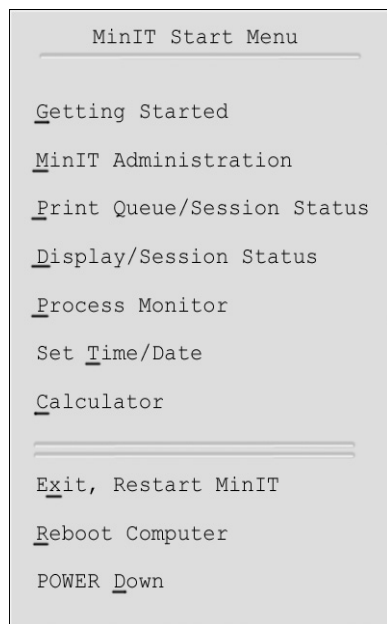 MinIT Start Menu
Getting Started
MinIT Administration
Print Queue/Session Status
Display/Session Status
Process Monitor
Set Time/Date
Calculator
Exit, Restart MinIT
Reboot Computer
POWER Down